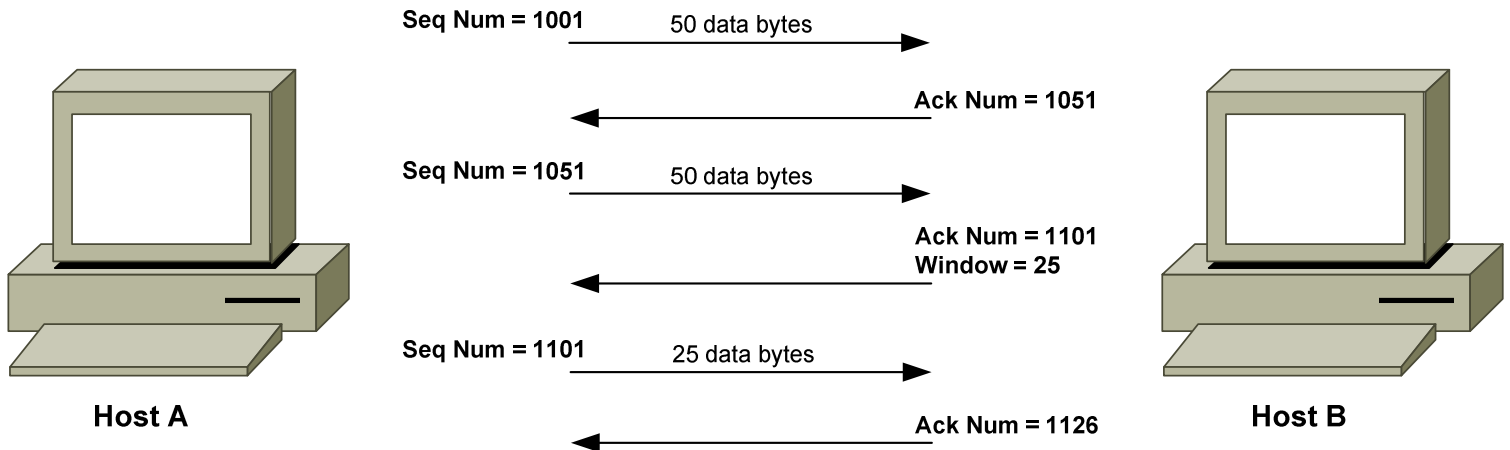 Seq Num = 1001
50 data bytes
Ack Num = 1051
Seq Num = 1051
50 data bytes
Ack Num = 1101
Window = 25
Seq Num = 1101
25 data bytes
Ack Num = 1126
Host A
Host B